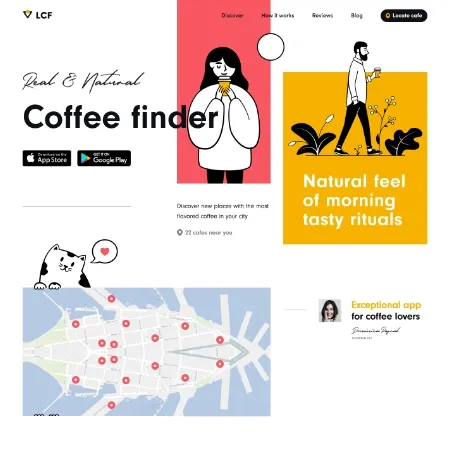 LCF
Discover How it works Reviews Blog Locate cafe
Real & Natural
Coffee finder
Download on the
App Store
GET IT ON
Google Play
Natural feel
of morning
tasty rituals
Discover new places with the most
flavored coffee in your city
22 cafes near you
Exceptional app
for coffee lovers